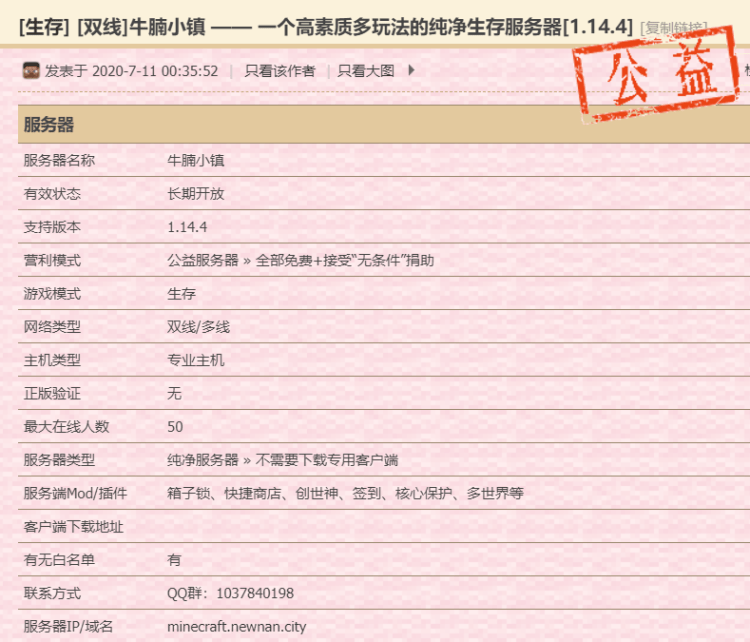 [生存] [双线]牛腩小镇 —— 一个高素质多玩法的纯净生存服务器[1.14.4] [复制链接]
公益
发表于 2020-7-11 00:35:52 | 只看该作者 | 只看大图
服务器
服务器名称 牛腩小镇
有效状态 长期开放
支持版本 1.14.4
营利模式 公益服务器 » 全部免费+接受“无条件”捐助
游戏模式 生存
网络类型 双线/多线
主机类型 专业主机
正版验证 无
最大在线人数 50
服务器类型 纯净服务器 » 不需要下载专用客户端
服务端Mod/插件 箱子锁、快捷商店、创世神、签到、核心保护、多世界等
客户端下载地址
有无白名单 有
联系方式 QQ群：1037840198
服务器IP/域名 minecraft.newnan.city